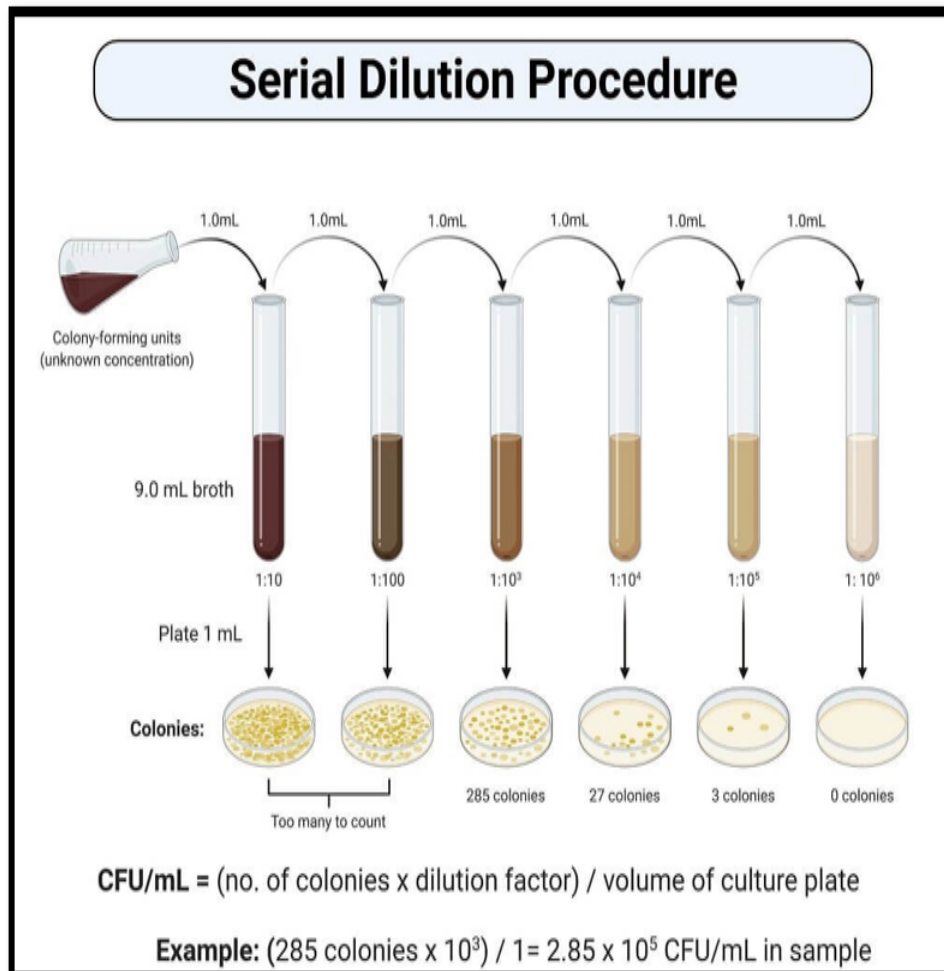 Serial Dilution Procedure
1.0mL 1.0mL 1.0mL 1.0mL 1.0mL 1.0mL
Colony-forming units
(unknown concentration)
9.0 mL broth
1:10 1:100 1:10³ 1:10⁴ 1:10⁵ 1: 10⁶
Plate 1 mL
Colonies:
285 colonies 27 colonies 3 colonies 0 colonies
Too many to count
CFU/mL = (no. of colonies x dilution factor) / volume of culture plate
Example: (285 colonies x 10³) / 1= 2.85 x 10⁵ CFU/mL in sample